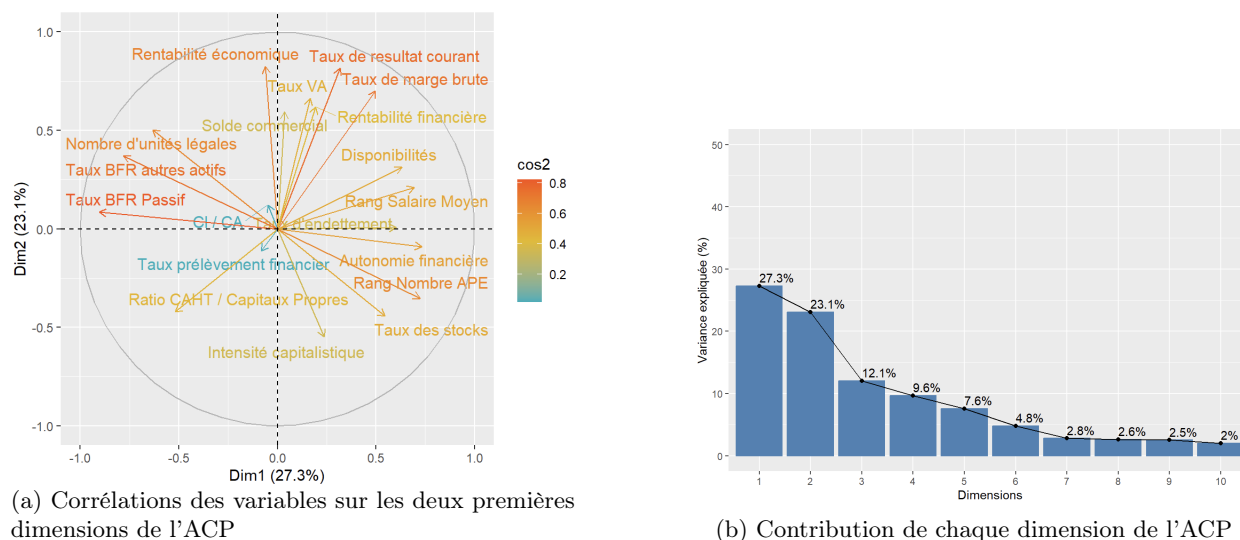 1.0
0.5
0.0
-0.5
-1.0
Dim2 (23.1%)
Rentabilité économique
Taux de resultat courant
Taux VA
Taux de marge brute
Solde commercial
Rentabilité financière
Nombre d'unités légales
Disponibilités
Taux BFR autres actifs
Taux BFR Passif
Rang Salaire Moyen
CI / CA
d'endettement
Taux prélèvement financier
Autonomie financière
Rang Nombre APE
Ratio CAHT / Capitaux Propres
Taux des stocks
Intensité capitalistique
-1.0 -0.5 0.0 0.5 1.0
Dim1 (27.3%)
cos2
0.8
0.6
0.4
0.2
(a) Corrélations des variables sur les deux premières
dimensions de l'ACP
Variance expliquée (%)
50
40
30
20
10
0
27.3%
23.1%
12.1%
9.6%
7.6%
4.8%
2.8%
2.6%
2.5%
2%
1 2 3 4 5 6 7 8 9 10
Dimensions
(b) Contribution de chaque dimension de l'ACP